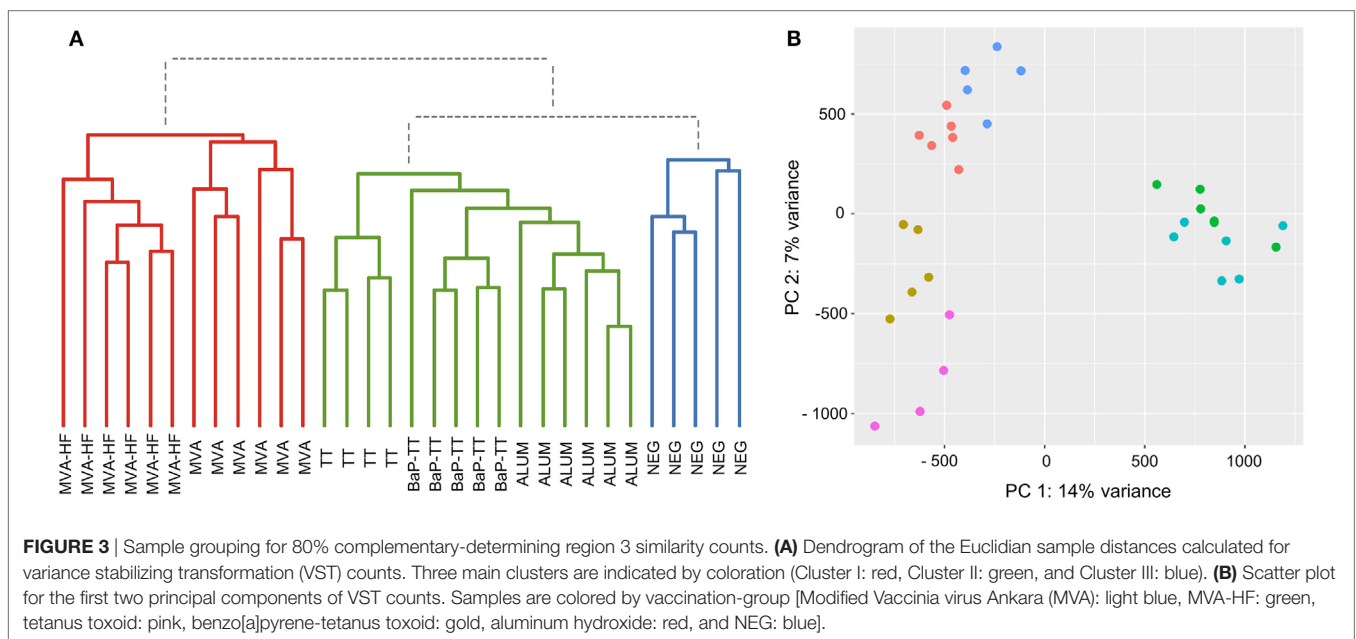 A
MVA-HF
MVA-HF
MVA-HF
MVA-HF
MVA-HF
MVA-HF
MVA
MVA
MVA
MVA
MVA
MVA
TT
TT
TT
TT
BaP-TT
BaP-TT
BaP-TT
BaP-TT
BaP-TT
ALUM
ALUM
ALUM
ALUM
ALUM
ALUM
NEG
NEG
NEG
NEG
NEG
B
PC 2: 7% variance
500
0
-500
- 1000
- 500
0
500
1000
PC 1: 14% variance
FIGURE 3 | Sample grouping for 80% complementary-determining region 3 similarity counts. (A) Dendrogram of the Euclidian sample distances calculated for
variance stabilizing transformation (VST) counts. Three main clusters are indicated by coloration (Cluster I: red, Cluster II: green, and Cluster III: blue). (B) Scatter plot
for the first two principal components of VST counts. Samples are colored by vaccination-group [Modified Vaccinia virus Ankara (MVA): light blue, MVA-HF: green,
tetanus toxoid: pink, benzo[a]pyrene-tetanus toxoid: gold, aluminum hydroxide: red, and NEG: blue].